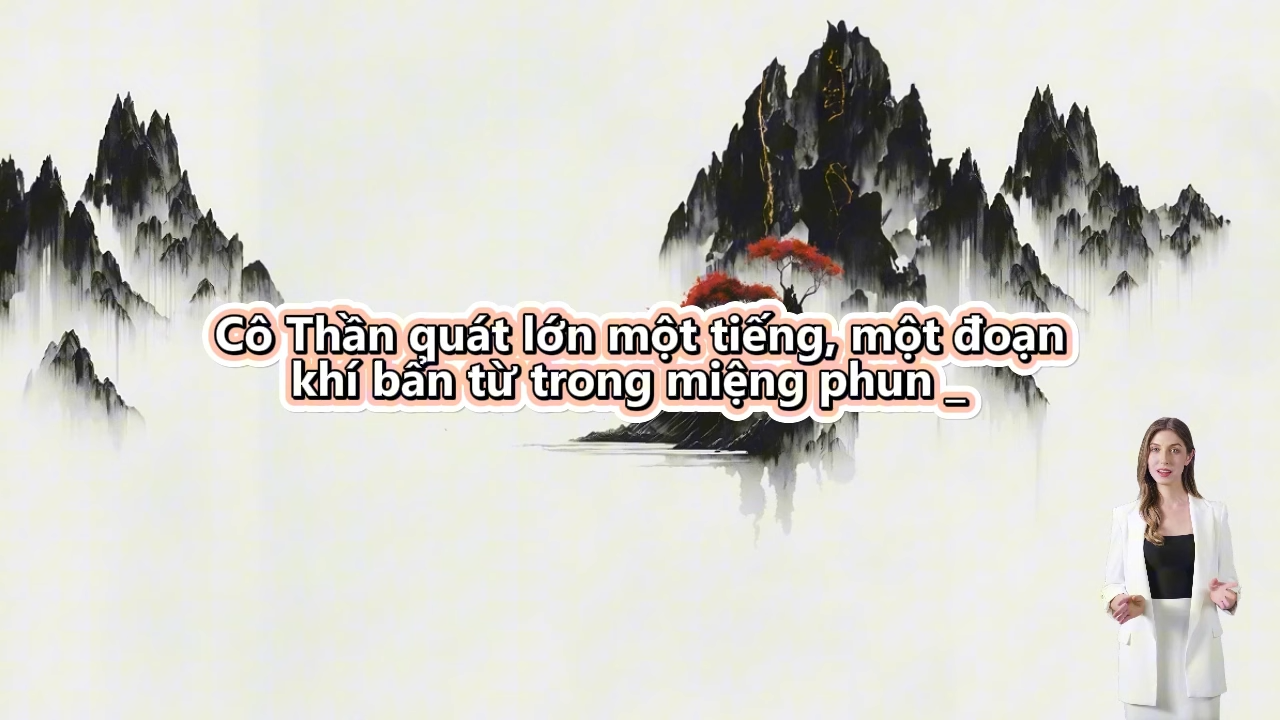 Cô Thần quát lớn một tiếng, một đoạn
khí bẩn từ trong miệng phun _